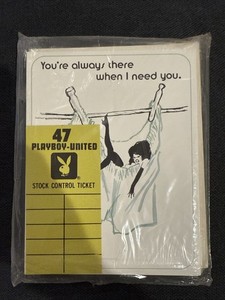 You're always there
when I need you.
47
PLAYBOY-UNITED
®
STOCK CONTROL TICKET